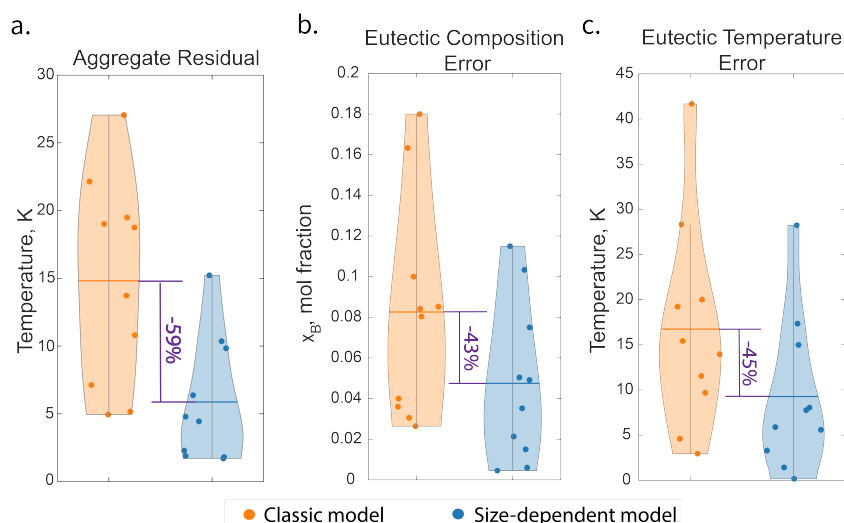 a.
Aggregate Residual
Temperature, K
30
25
20
15
10
5
0
-59%
b.
Eutectic Composition
Error
x_B, mol fraction
0.2
0.18
0.16
0.14
0.12
0.1
0.08
0.06
0.04
0.02
0
-43%
c.
Eutectic Temperature
Error
Temperature, K
45
40
35
30
25
20
15
10
5
0
-45%
Classic model
Size-dependent model